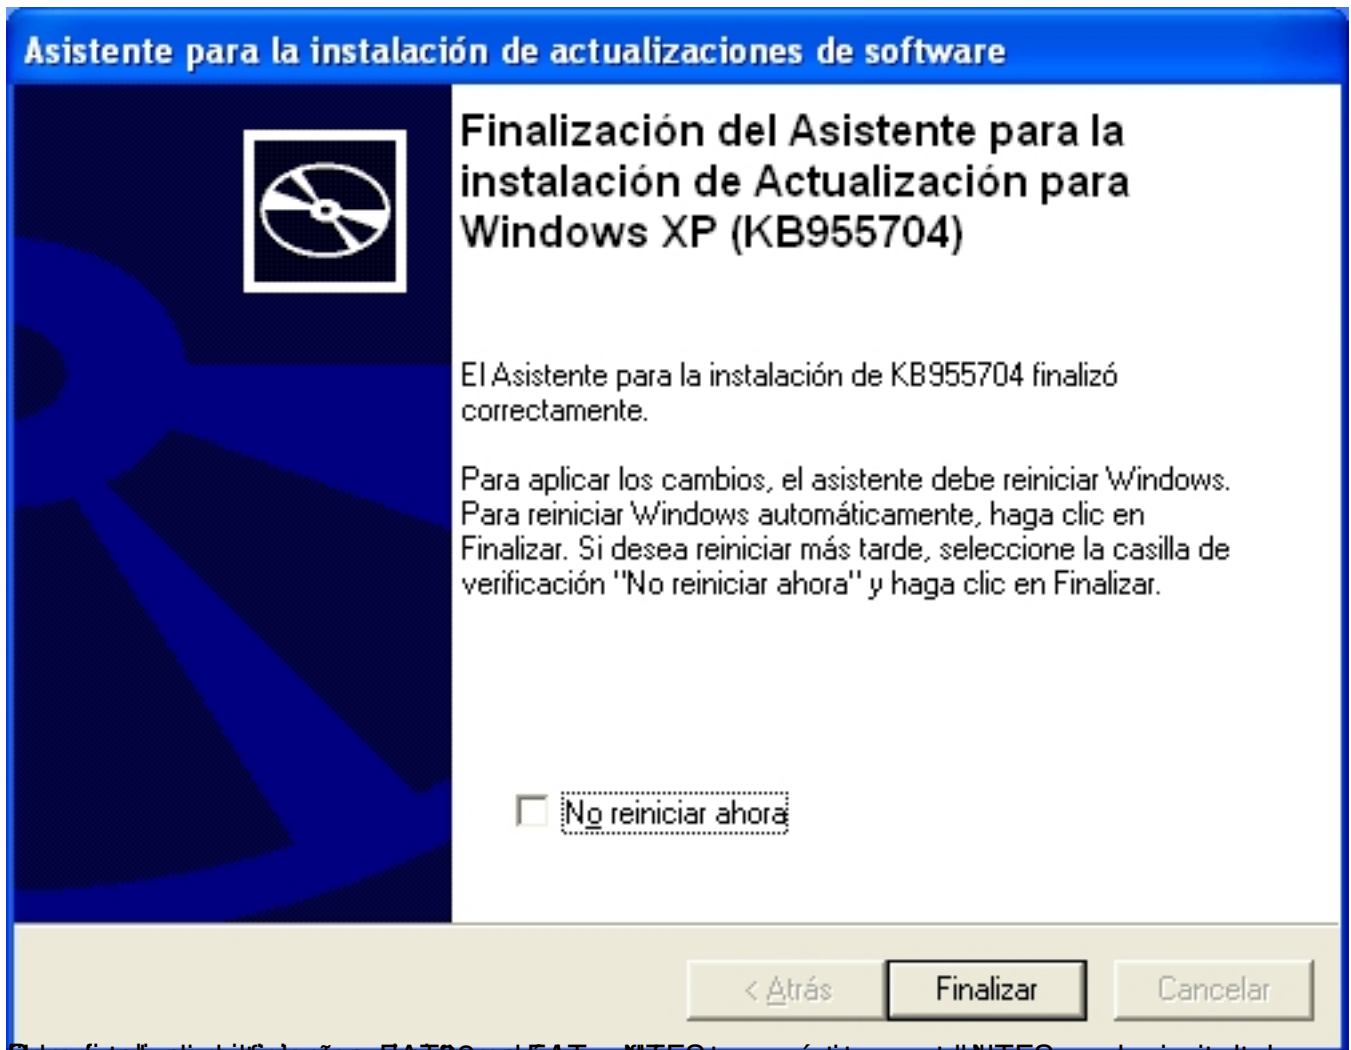 Asistente para la instalación de actualizaciones de software
Finalización del Asistente para la
instalación de Actualización para
Windows XP (KB955704)
El Asistente para la instalación de KB955704 finalizó
correctamente.
Para aplicar los cambios, el asistente debe reiniciar Windows.
Para reiniciar Windows automáticamente, haga clic en
Finalizar. Si desea reiniciar más tarde, seleccione la casilla de
verificación "No reiniciar ahora" y haga clic en Finalizar.
No reiniciar ahora
< Atrás
Finalizar
Cancelar